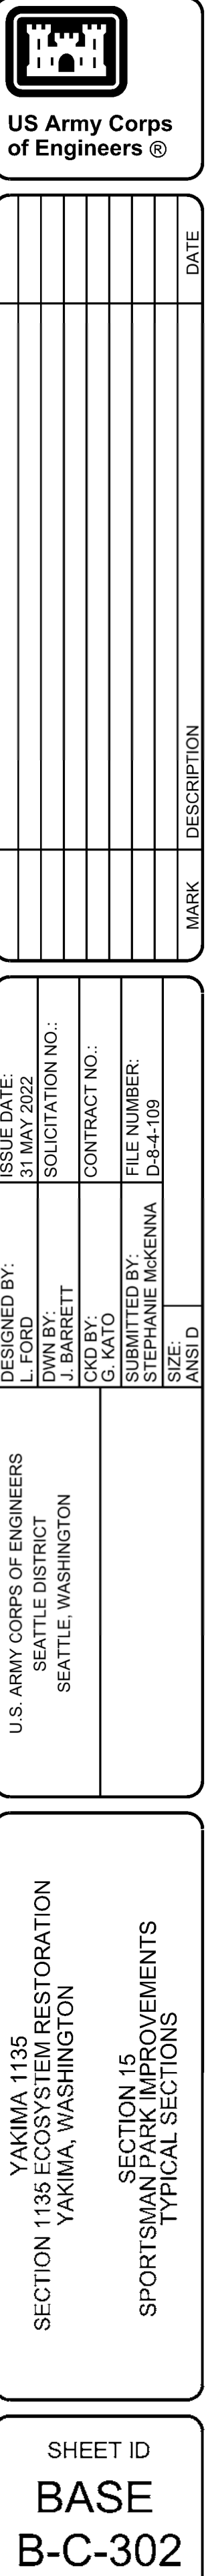 US Army Corps
of Engineers ®
MARK
DESCRIPTION
DATE
DESIGNED BY:
L. FORD
ISSUE DATE:
31 MAY 2022
DWN BY:
J. BARRETT
SOLICITATION NO.:
CKD BY:
G. KATO
CONTRACT NO.:
SUBMITTED BY:
STEPHANIE McKENNA
FILE NUMBER:
D-8-4-109
SIZE:
ANSI D
U.S. ARMY CORPS OF ENGINEERS
SEATTLE DISTRICT
SEATTLE, WASHINGTON
YAKIMA 1135
SECTION 1135 ECOSYSTEM RESTORATION
YAKIMA, WASHINGTON
SECTION 15
SPORTSMAN PARK IMPROVEMENTS
TYPICAL SECTIONS
SHEET ID
BASE
B-C-302